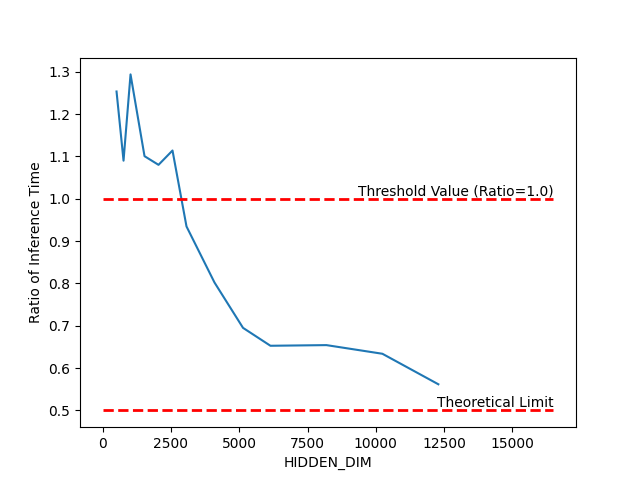 1.3
1.2
1.1
1.0
0.9
0.8
0.7
0.6
0.5
Ratio of Inference Time
Threshold Value (Ratio=1.0)
Theoretical Limit
0 2500 5000 7500 10000 12500 15000
HIDDEN_DIM